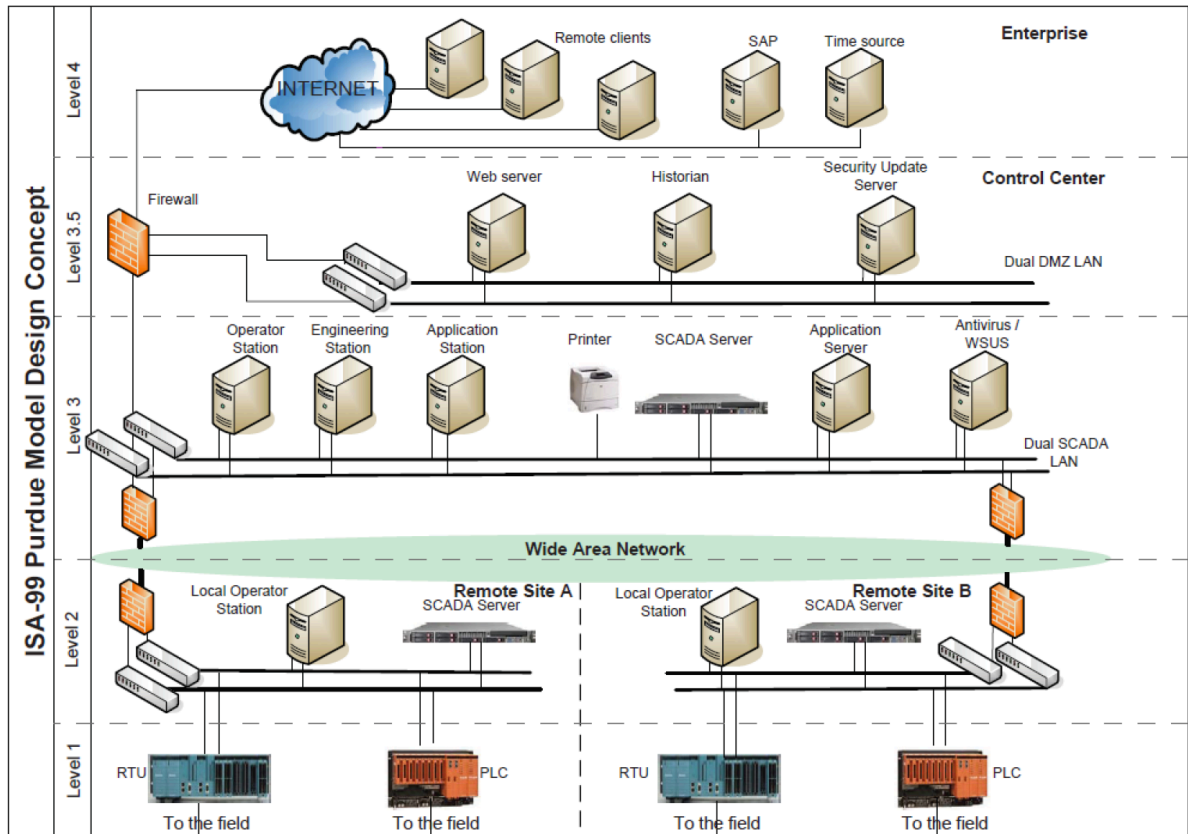 ISA-99 Purdue Model Design Concept
Level 4
Enterprise
Remote clients
SAP
Time source
INTERNET
Level 3.5
Control Center
Firewall
Web server
Historian
Security Update
Server
Dual DMZ LAN
Level 3
Operator
Station
Engineering
Station
Application
Station
Printer
SCADA Server
Application
Server
Antivirus /
WSUS
Dual SCADA
LAN
Wide Area Network
Level 2
Local Operator
Station
Remote Site A
SCADA Server
Local Operator
Station
Remote Site B
SCADA Server
Level 1
RTU
PLC
RTU
PLC
To the field
To the field
To the field
To the field